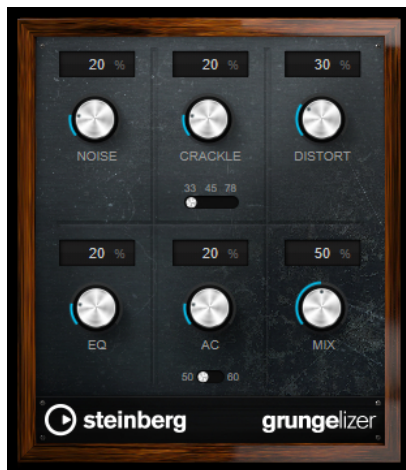 20 % 20 % 30 %
NOISE CRACKLE DISTORT
33 45 78
20 % 20 % 50 %
EQ AC MIX
50 60
steinberg grungelizer